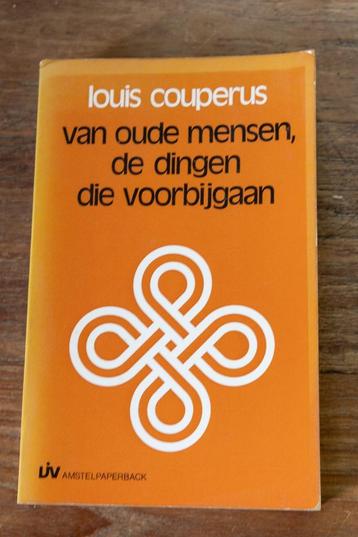 louis couperus
van oude mensen,
de dingen
die voorbijgaan
AMSTELPAPERBACK